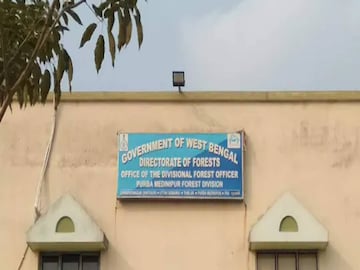 GOVERNMENT OF WEST BENGAL
DIRECTORATE OF FORESTS
OFFICE OF THE DIVISIONAL FOREST OFFICER
PURBA MEDINIPUR FOREST DIVISION